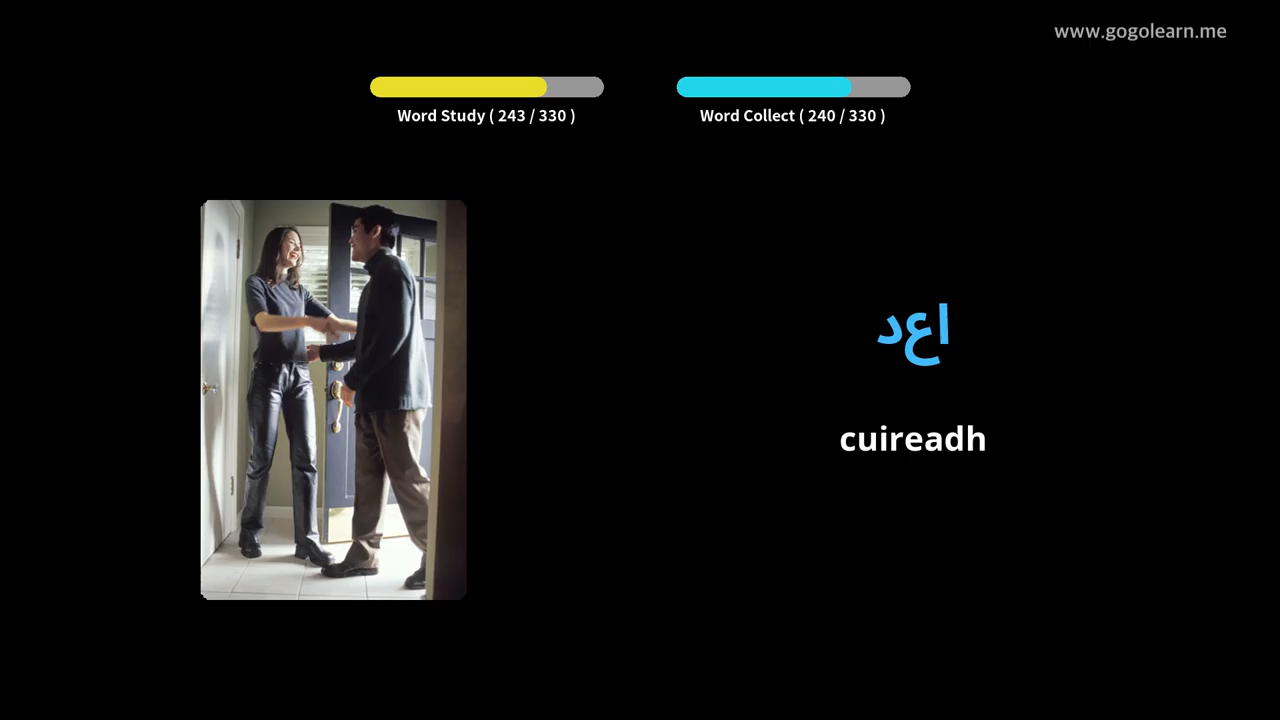 www.gogolearn.me
Word Study ( 243 / 330 )
Word Collect ( 240 / 330 )
اعد
cuireadh